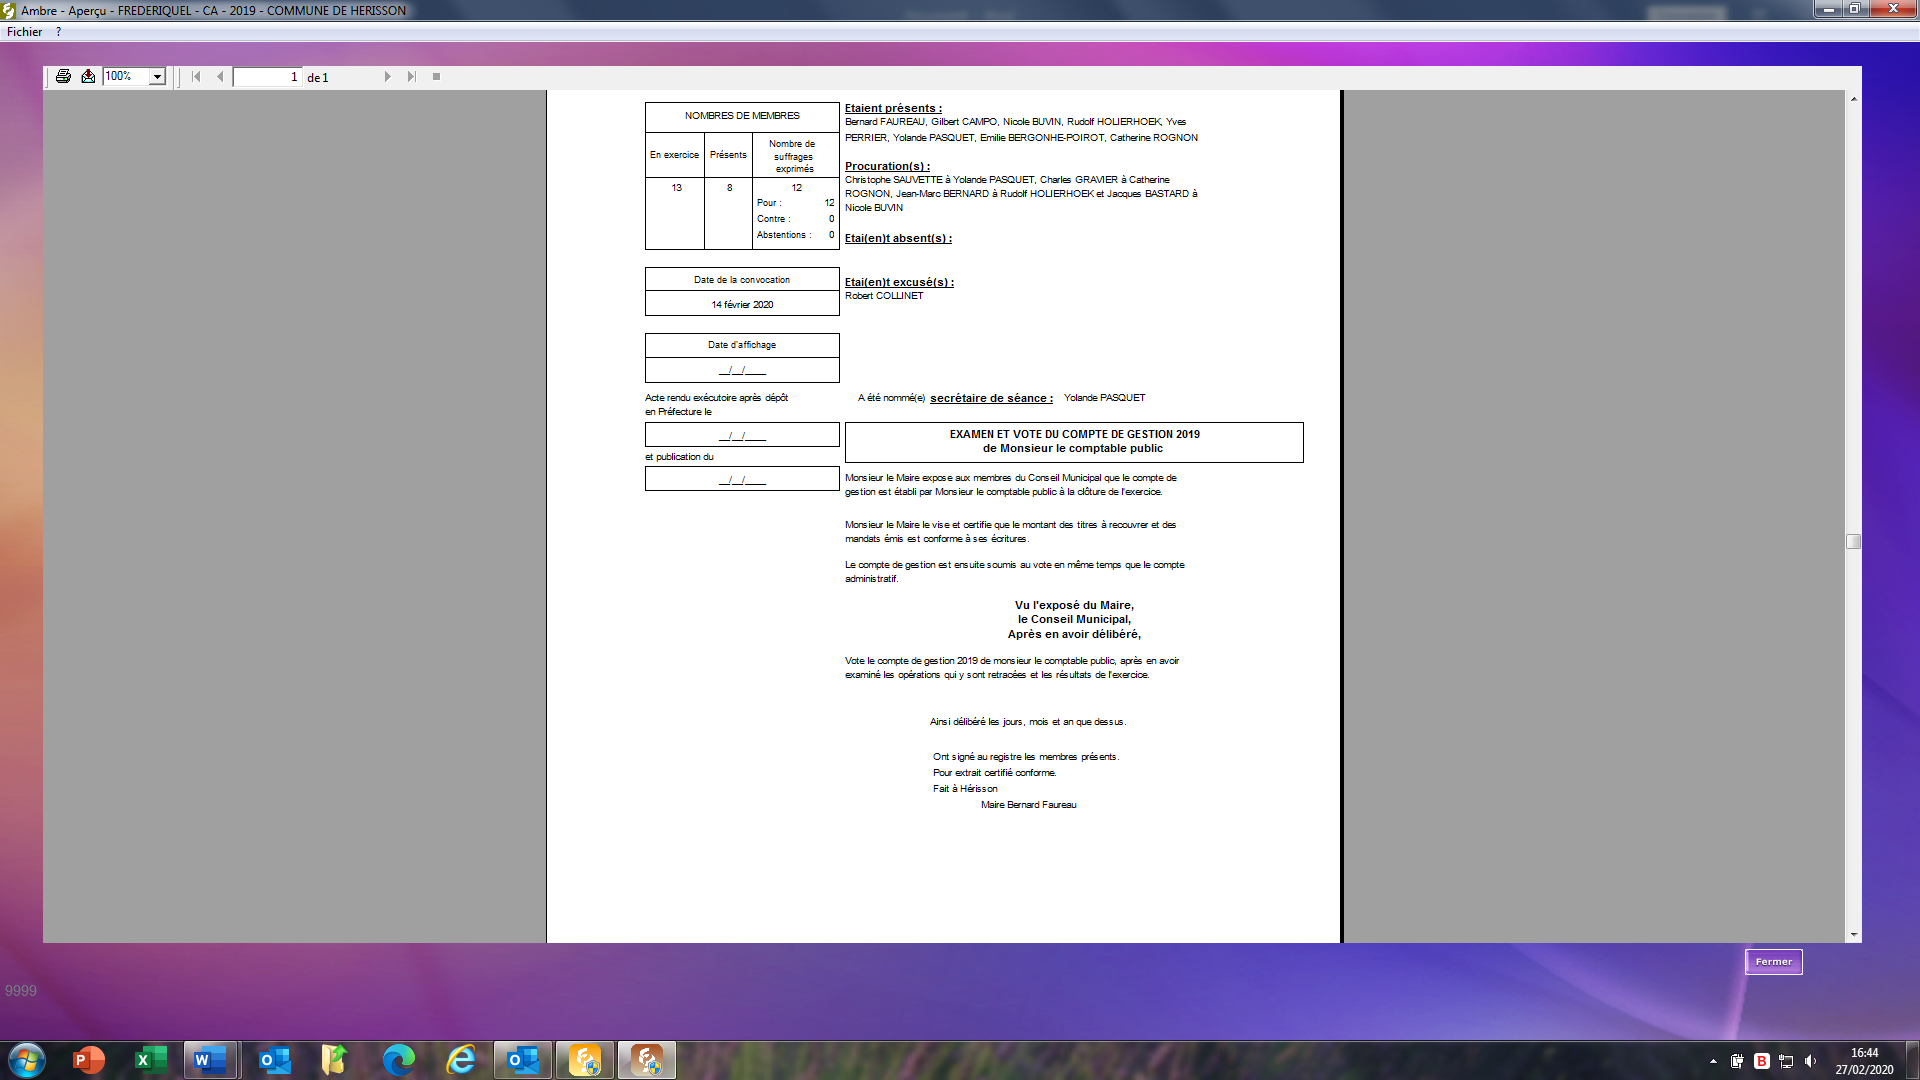 Ambre - Aperçu - FREDERIQUEL - CA - 2019 - COMMUNE DE HERISSON
Fichier ?
100% 1 de 1
NOMBRES DE MEMBRES
En exercice Présents Nombre de suffrages exprimés
13 8 12
Pour : 12
Contre : 0
Abstentions : 0
Date de la convocation
14 février 2020
Date d'affichage
__/__/____
Acte rendu exécutoire après dépôt
en Préfecture le
__/__/____
et publication du
__/__/____
Etaient présents :
Bernard FAUREAU, Gilbert CAMPO, Nicole BUVIN, Rudolf HOLIERHOEK, Yves
PERRIER, Yolande PASQUET, Emilie BERGONHE-POIROT, Catherine ROGNON
Procuration(s) :
Christophe SAUVETTE à Yolande PASQUET, Charles GRAVIER à Catherine
ROGNON, Jean-Marc BERNARD à Rudolf HOLIERHOEK et Jacques BASTARD à
Nicole BUVIN
Etai(en)t absent(s) :
Etai(en)t excusé(s) :
Robert COLLINET
A été nommé(e) secrétaire de séance : Yolande PASQUET
EXAMEN ET VOTE DU COMPTE DE GESTION 2019
de Monsieur le comptable public
Monsieur le Maire expose aux membres du Conseil Municipal que le compte de
gestion est établi par Monsieur le comptable public à la clôture de l'exercice.
Monsieur le Maire le vise et certifie que le montant des titres à recouvrer et des
mandats émis est conforme à ses écritures.
Le compte de gestion est ensuite soumis au vote en même temps que le compte
administratif.
Vu l'exposé du Maire,
le Conseil Municipal,
Après en avoir délibéré,
Vote le compte de gestion 2019 de monsieur le comptable public, après en avoir
examiné les opérations qui y sont retracées et les résultats de l'exercice.
Ainsi délibéré les jours, mois et an que dessus.
Ont signé au registre les membres présents.
Pour extrait certifié conforme.
Fait à Hérisson
Maire Bernard Faureau
Fermer
9999
16:44
27/02/2020